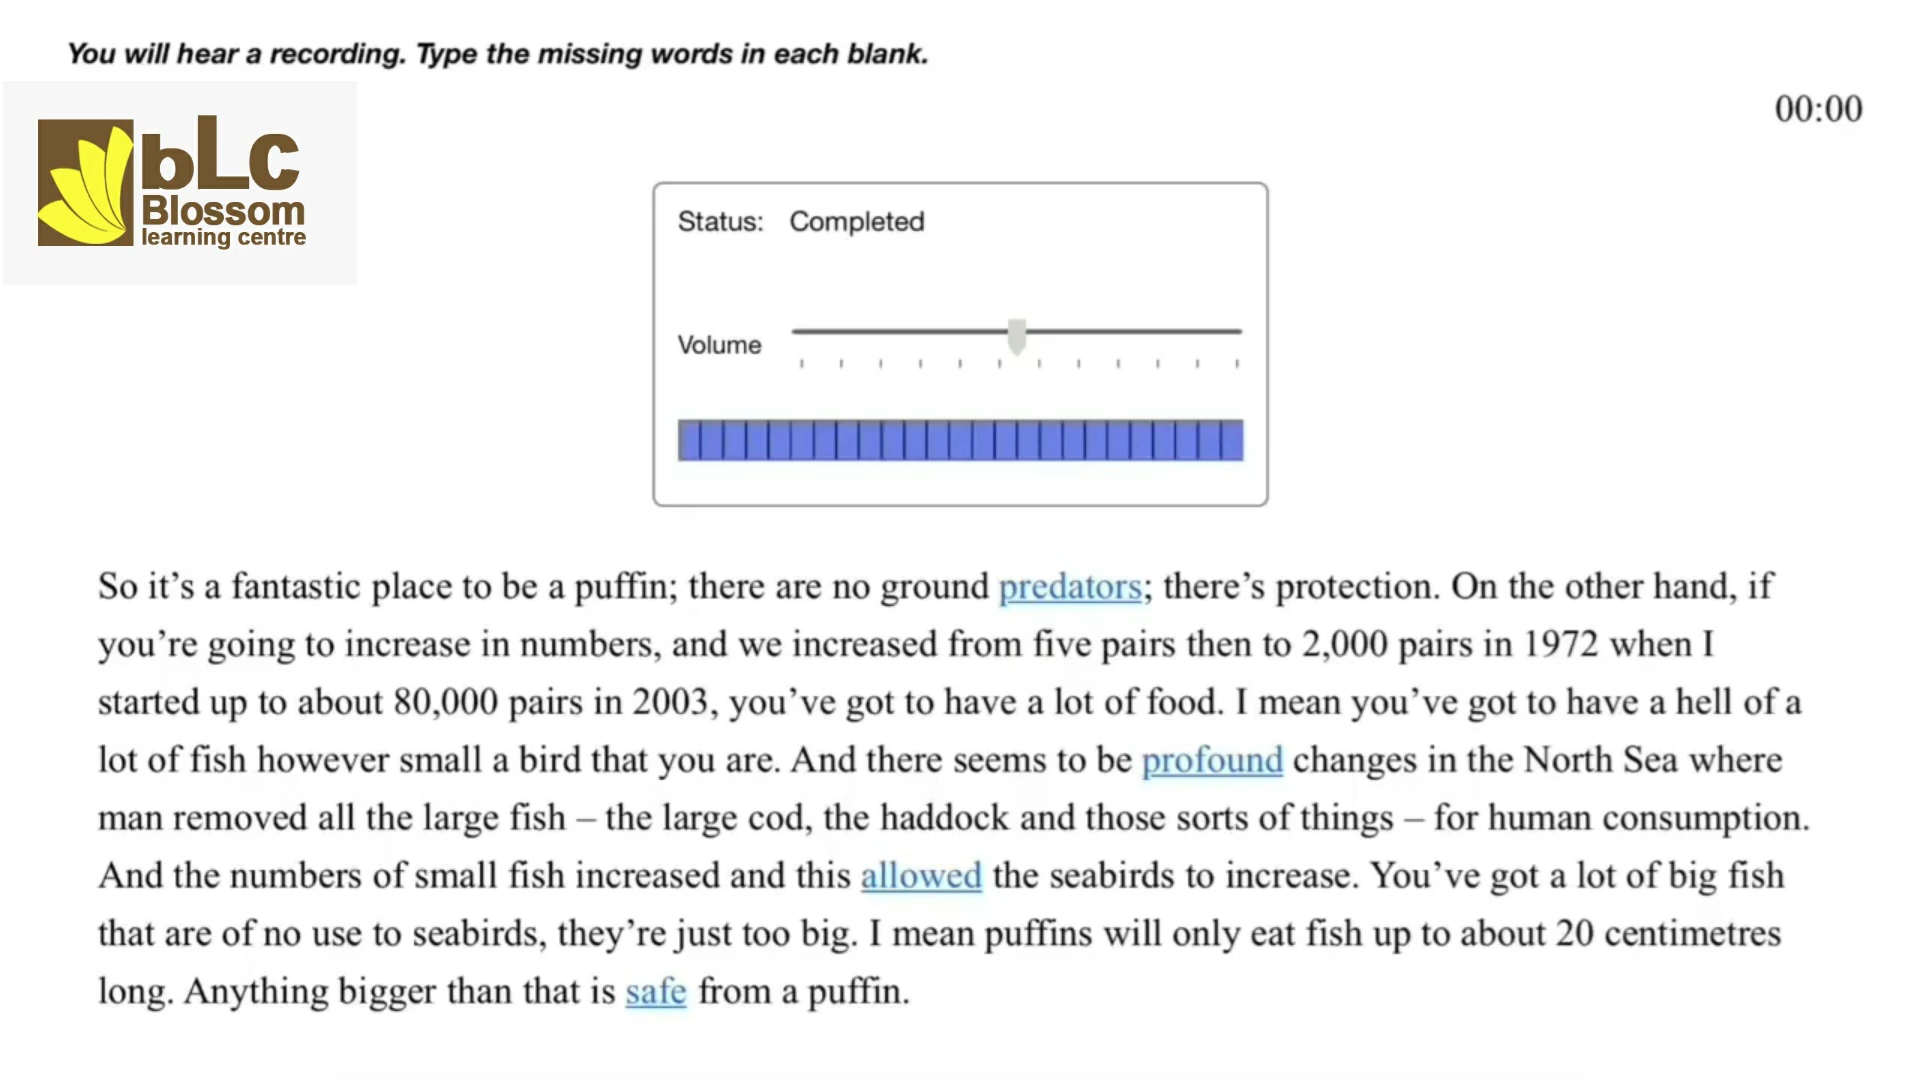 You will hear a recording. Type the missing words in each blank.
bLc
Blossom
learning centre
00:00
Status: Completed
Volume
So it’s a fantastic place to be a puffin; there are no ground predators; there’s protection. On the other hand, if
you’re going to increase in numbers, and we increased from five pairs then to 2,000 pairs in 1972 when I
started up to about 80,000 pairs in 2003, you’ve got to have a lot of food. I mean you’ve got to have a hell of a
lot of fish however small a bird that you are. And there seems to be profound changes in the North Sea where
man removed all the large fish – the large cod, the haddock and those sorts of things – for human consumption.
And the numbers of small fish increased and this allowed the seabirds to increase. You’ve got a lot of big fish
that are of no use to seabirds, they’re just too big. I mean puffins will only eat fish up to about 20 centimetres
long. Anything bigger than that is safe from a puffin.